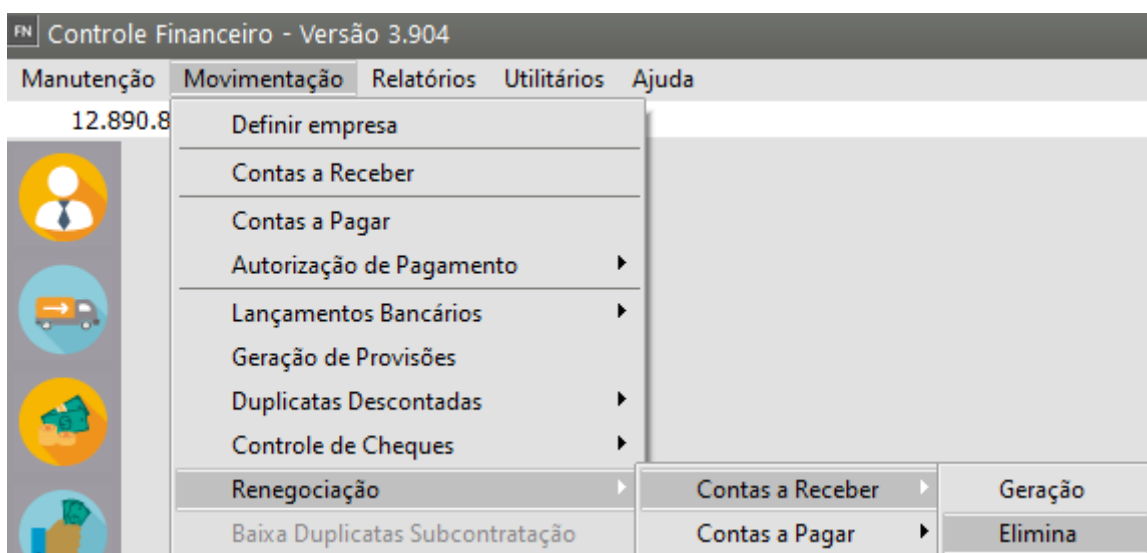 FN Controle Financeiro - Versão 3.904
Manutenção Movimentação Relatórios Utilitários Ajuda
12.890.8
Definir empresa
Contas a Receber
Contas a Pagar
Autorização de Pagamento
Lançamentos Bancários
Geração de Provisões
Duplicatas Descontadas
Controle de Cheques
Renegociação Contas a Receber Geração
Baixa Duplicatas Subcontratação Contas a Pagar Elimina